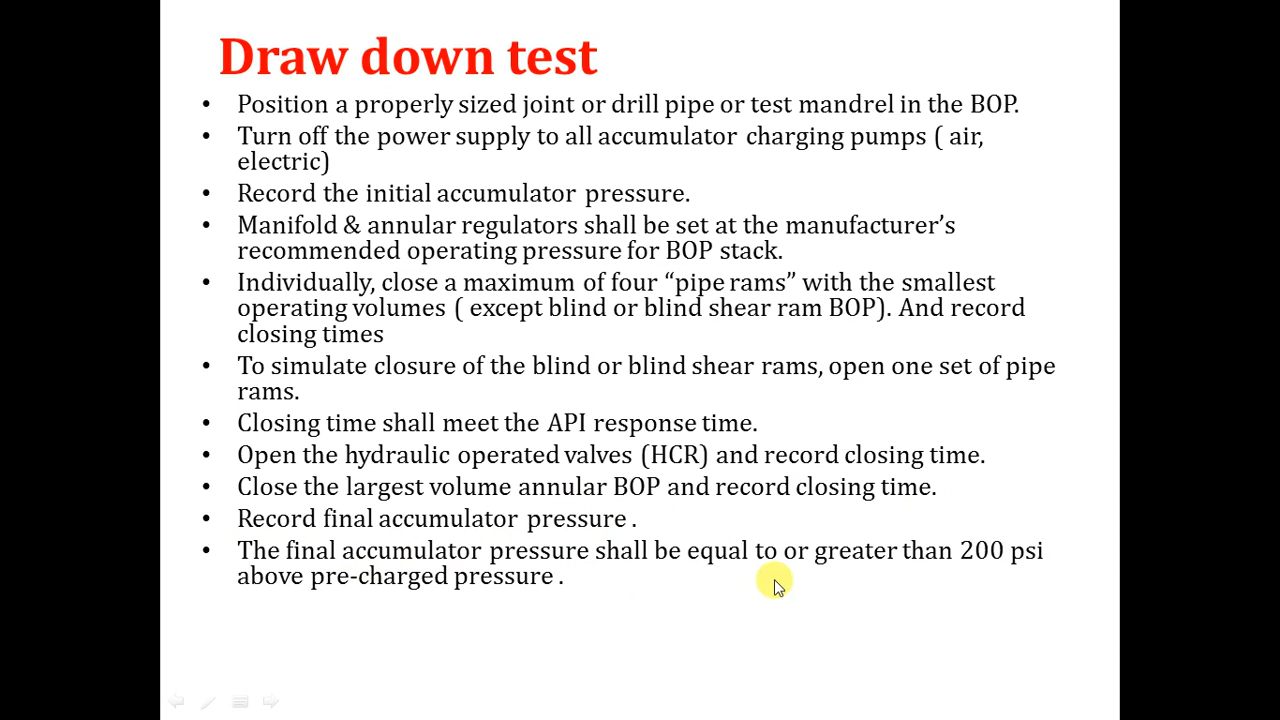 Draw down test
• Position a properly sized joint or drill pipe or test mandrel in the BOP.
• Turn off the power supply to all accumulator charging pumps ( air,
electric)
• Record the initial accumulator pressure.
• Manifold & annular regulators shall be set at the manufacturer’s
recommended operating pressure for BOP stack.
• Individually, close a maximum of four “pipe rams” with the smallest
operating volumes ( except blind or blind shear ram BOP). And record
closing times
• To simulate closure of the blind or blind shear rams, open one set of pipe
rams.
• Closing time shall meet the API response time.
• Open the hydraulic operated valves (HCR) and record closing time.
• Close the largest volume annular BOP and record closing time.
• Record final accumulator pressure .
• The final accumulator pressure shall be equal to or greater than 200 psi
above pre-charged pressure .